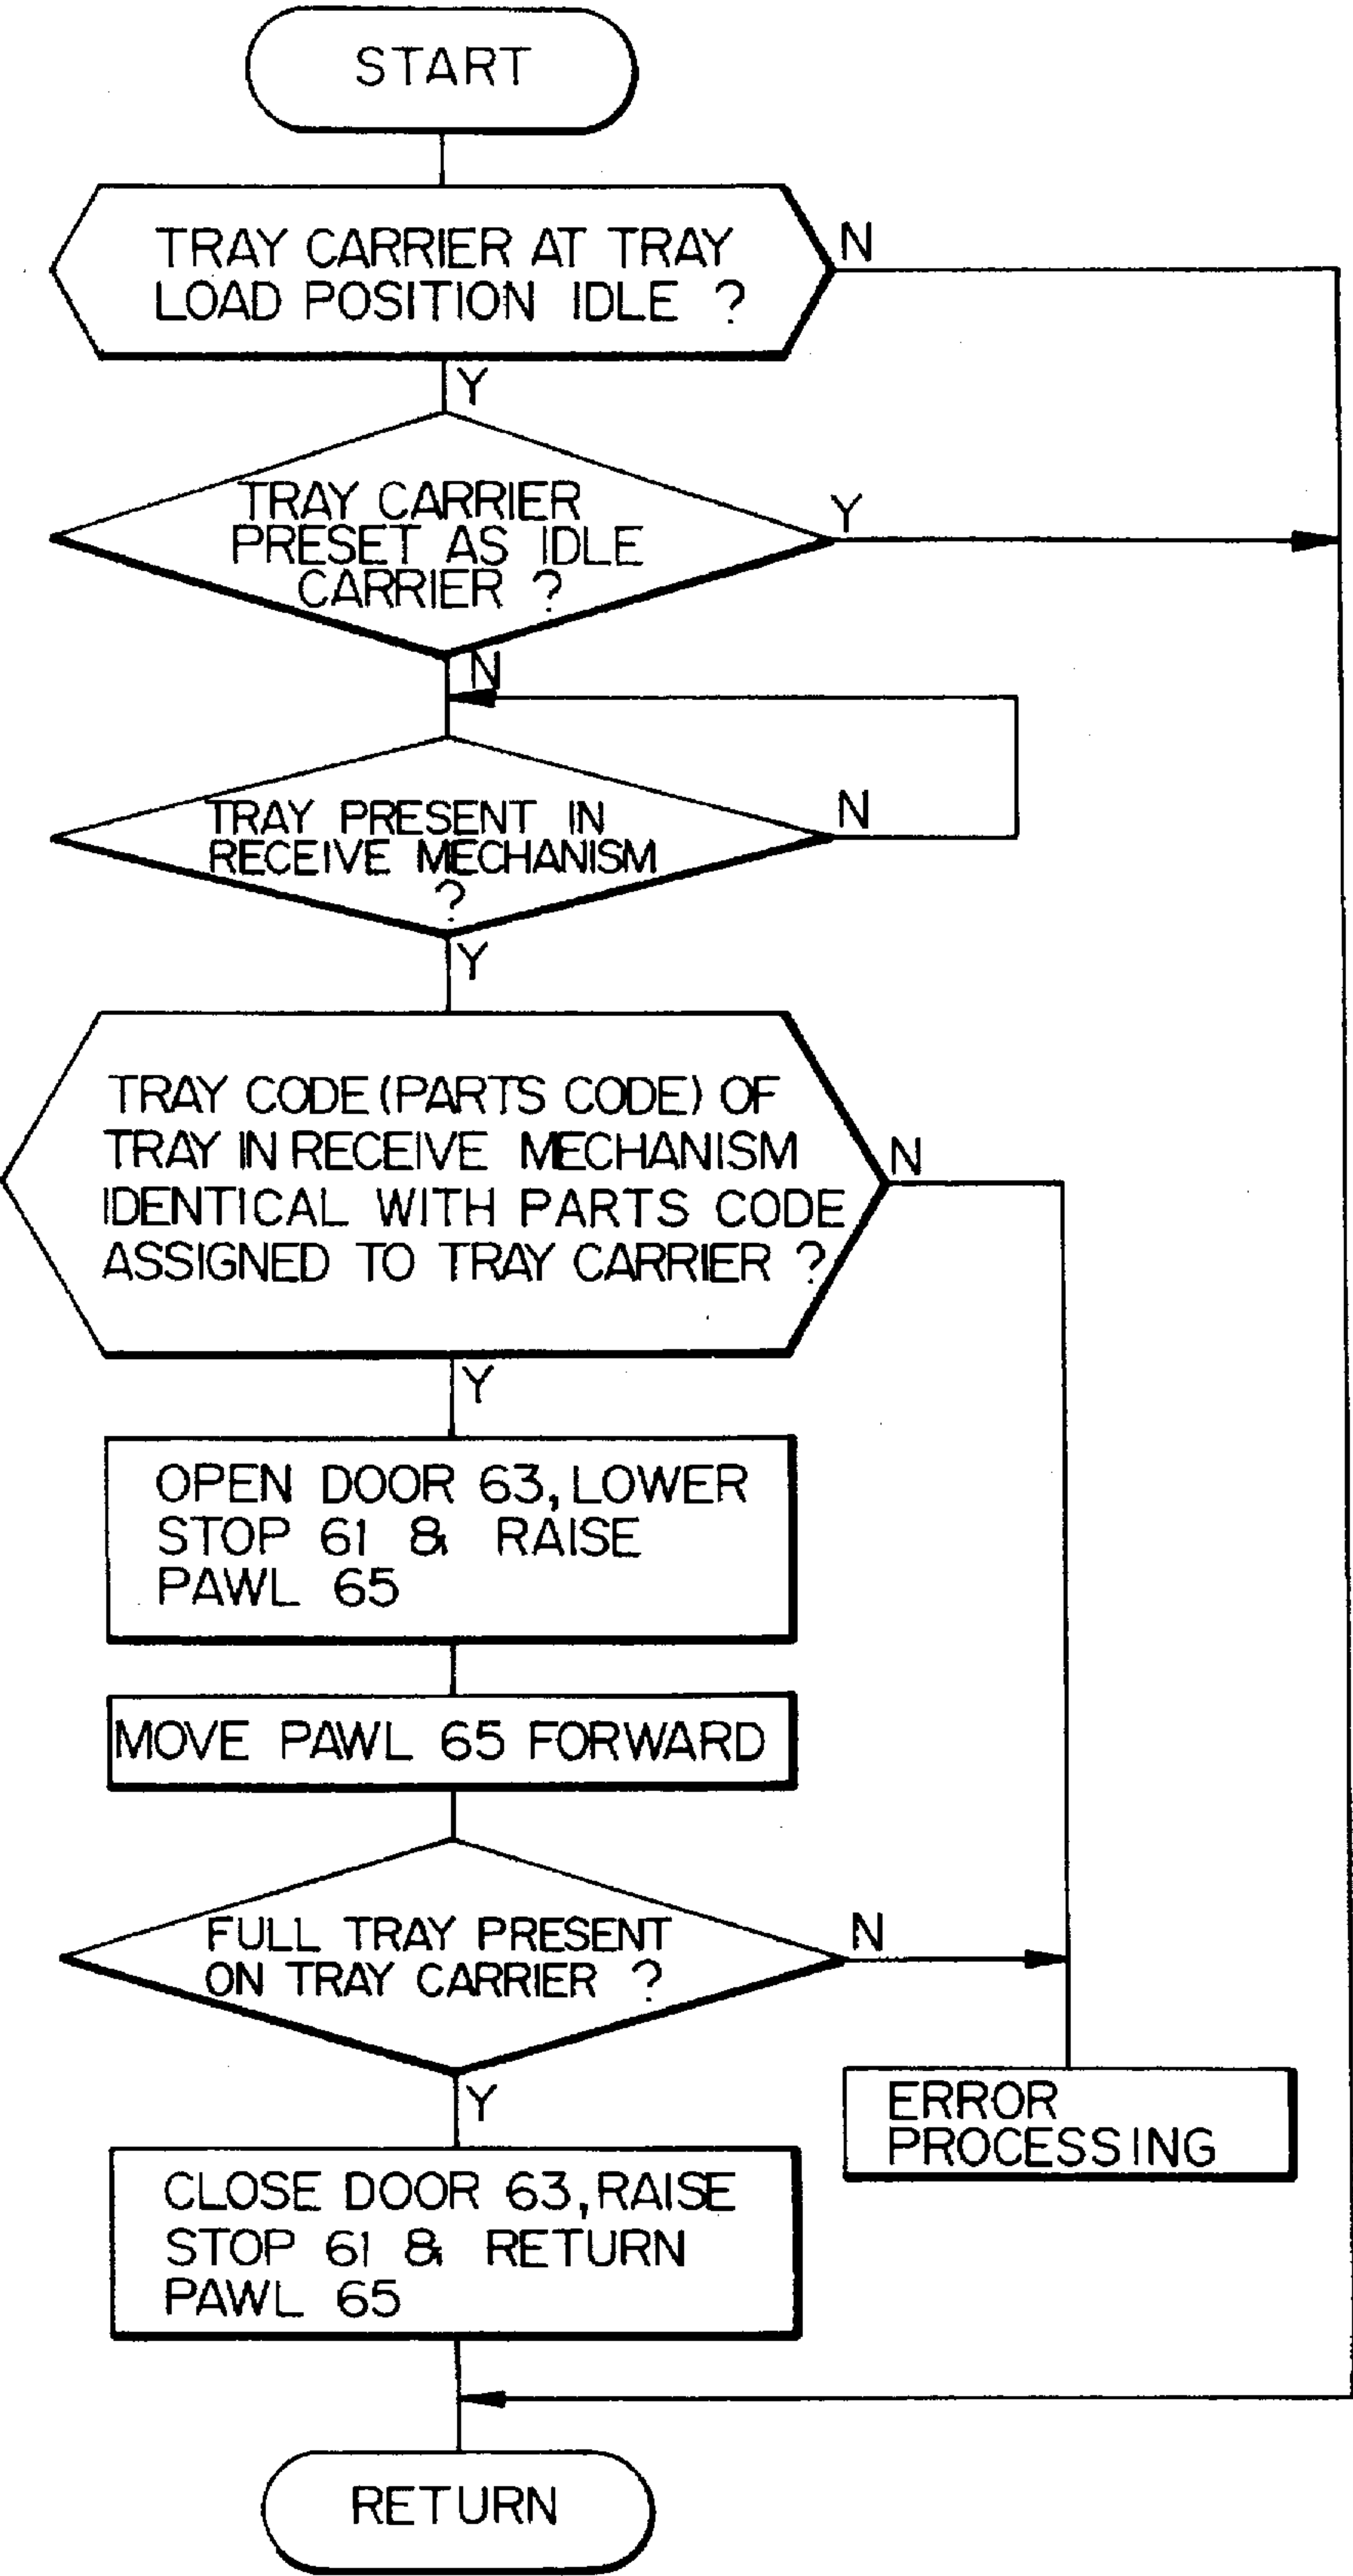 START
TRAY CARRIER AT TRAY
LOAD POSITION IDLE ?
N
Y
TRAY CARRIER
PRESET AS IDLE
CARRIER ?
Y
N
TRAY PRESENT IN
RECEIVE MECHANISM
?
N
Y
TRAY CODE (PARTS CODE) OF
TRAY IN RECEIVE MECHANISM
IDENTICAL WITH PARTS CODE
ASSIGNED TO TRAY CARRIER ?
N
Y
OPEN DOOR 63, LOWER
STOP 61 & RAISE
PAWL 65
MOVE PAWL 65 FORWARD
FULL TRAY PRESENT
ON TRAY CARRIER ?
N
Y
ERROR
PROCESSING
CLOSE DOOR 63, RAISE
STOP 61 & RETURN
PAWL 65
RETURN